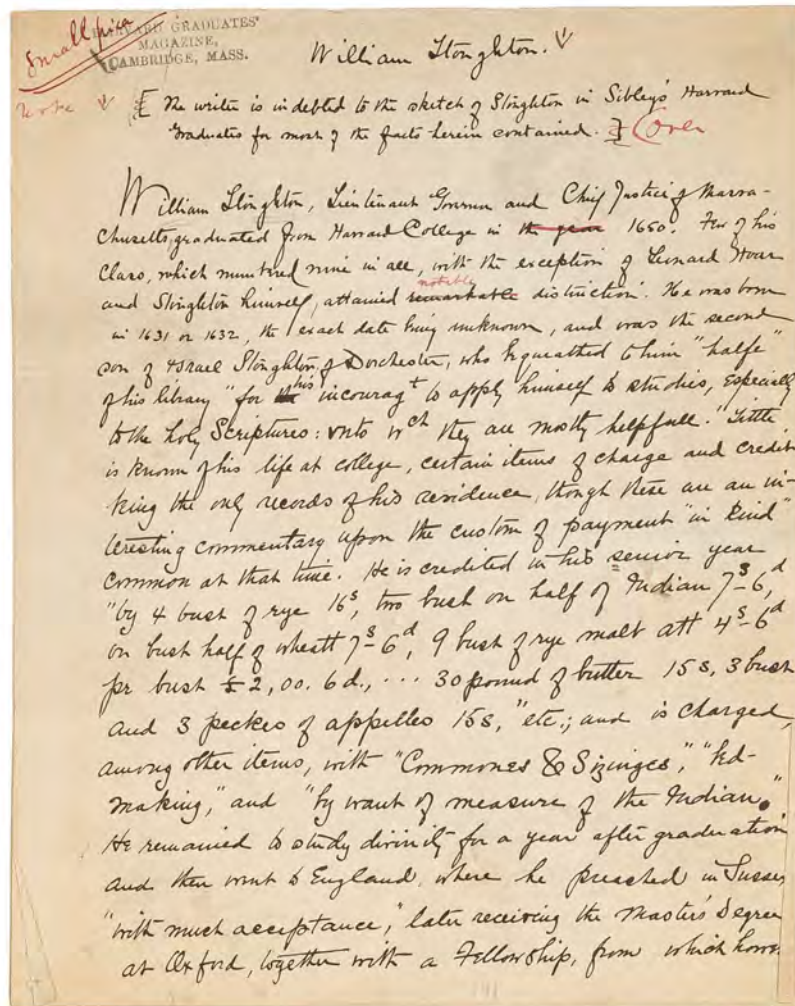 Small pica
HARVARD GRADUATES'
MAGAZINE,
CAMBRIDGE, MASS.
William Stoughton.
Note
[The writer is indebted to the sketch of Stoughton in Sibley's Harvard
Graduates for most of the facts herein contained.] (Over
William Stoughton, Lieutenant Governor and Chief Justice of Massa-
chusetts, graduated from Harvard College in the year 1650. Few of his
Class, which numbered nine in all, with the exception of Leonard Hoar
and Stoughton himself, attained remarkable notable distinction. He was born
in 1631 or 1632, the exact date being unknown, and was the second
son of Israel Stoughton, of Dorchester, who bequeathed to him "halfe"
of his library "for his incouragt to apply himself to studies, especially
to the holy Scriptures: vnto wch they are mostly helpfull." Little
is known of his life at college, certain items of charge and credit
being the only records of his residence, though these are an in-
teresting commentary upon the custom of payment "in kind"
common at that time. He is credited in his senior year
"by 4 bush of rye 16s, two bush on half of Indian 7s-6d,
on bush half of wheatt 7s-6d, 9 bush of rye malt att 4s-6d
pr bush £2,00. 6d., ... 30 pound of butter 15s, 3 bush
and 3 peckes of appelles 15s," etc.; and is charged,
among other items, with "Commones & Sizinges", "bed-
making," and "by want of measure of the Indian."
He remained to study divinity for a year after graduation
and then went to England, where he preached in Sussex
"with much acceptance," later receiving the Master's Degree
at Oxford, together with a Fellowship, from which howe